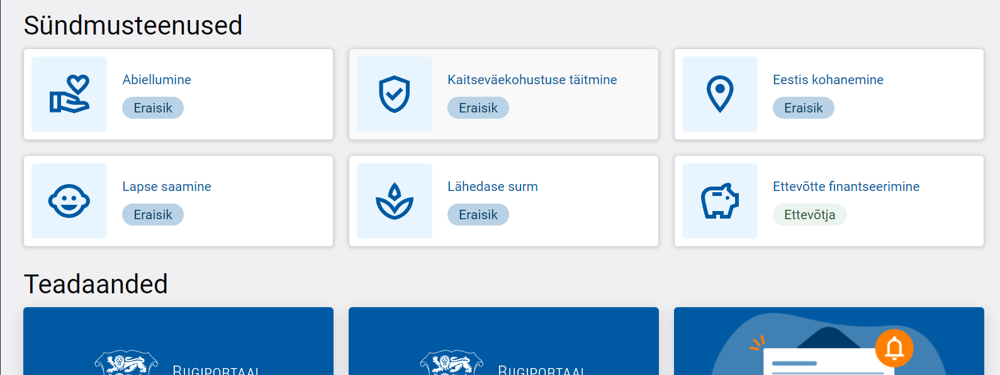 Sündmusteenused
Abiellumine
Eraisik
Kaitseväekohustuse täitmine
Eraisik
Eestis kohanemine
Eraisik
Lapse saamine
Eraisik
Lähedase surm
Eraisik
Ettevõtte finantseerimine
Ettevõtja
Teadaanded
RIIGIPORTAAL
RIIGIPORTAAL